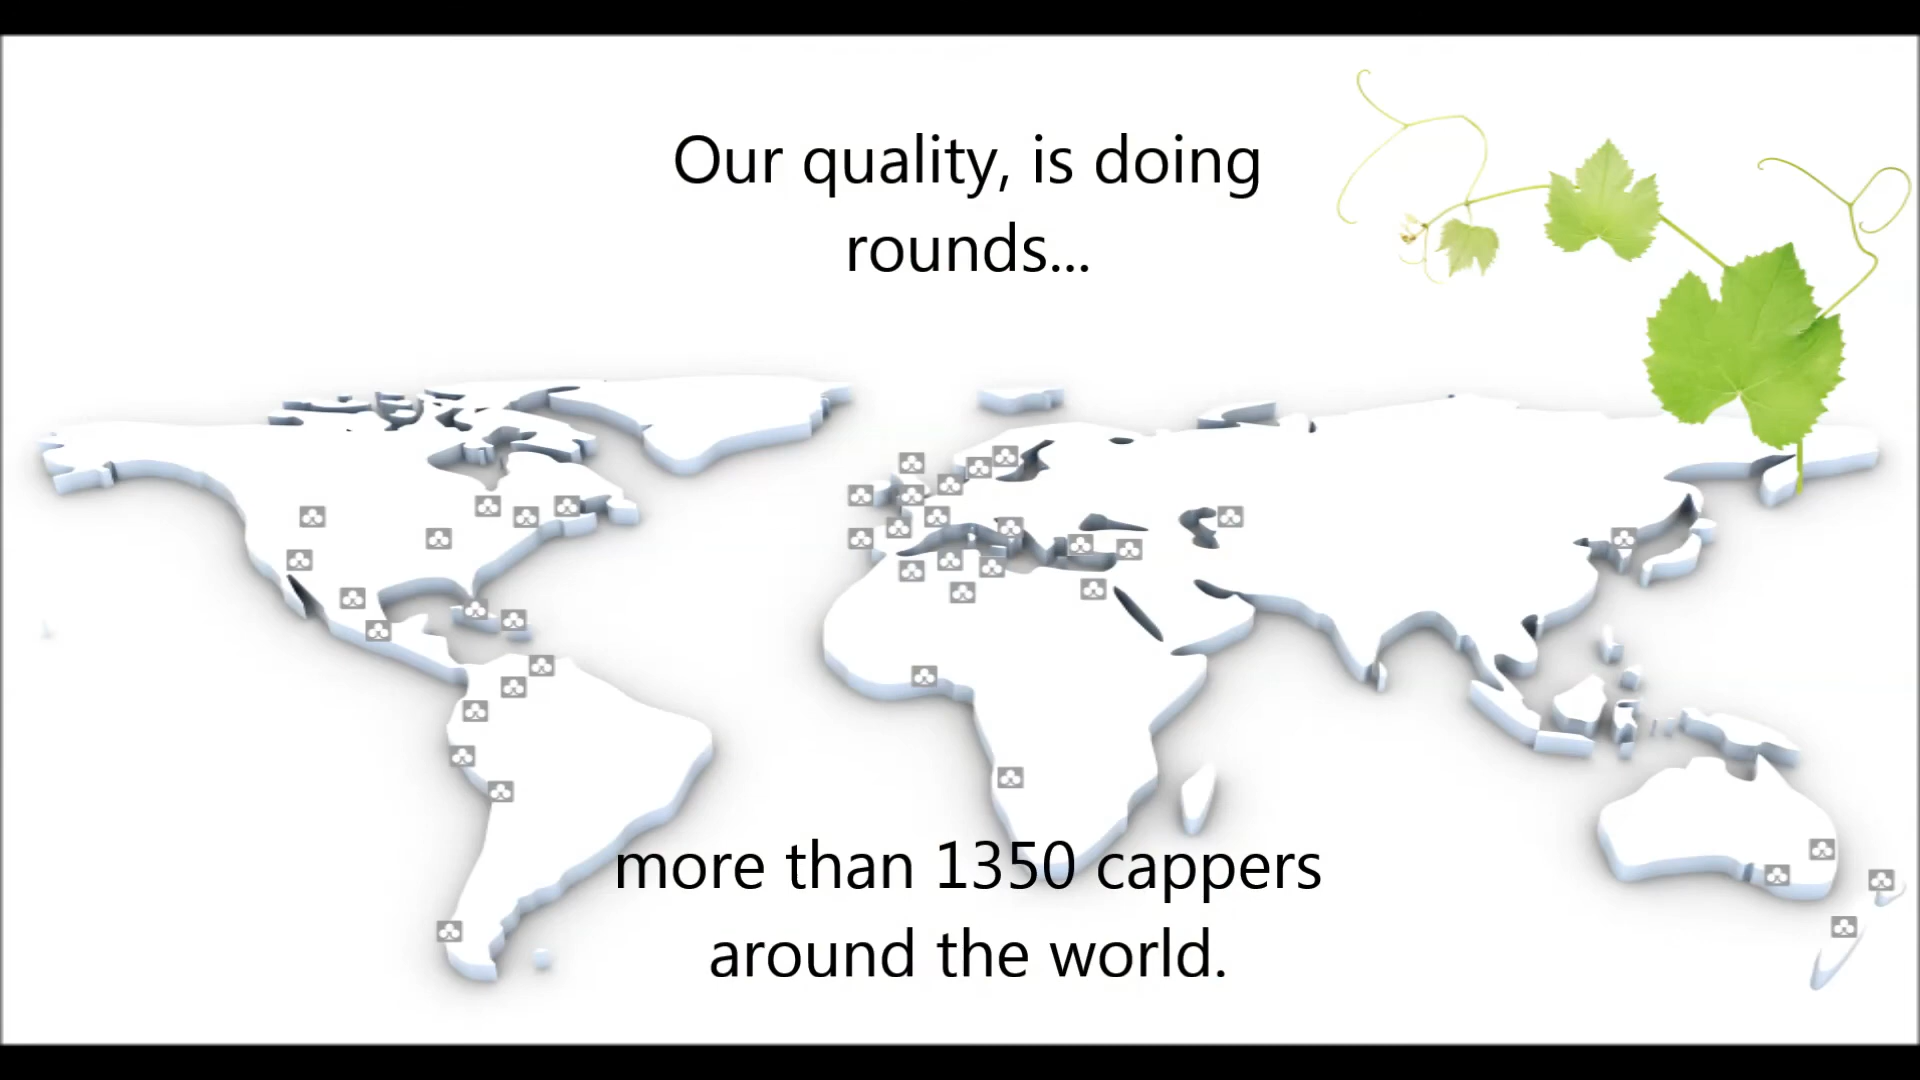 Our quality, is doing
rounds...
more than 1350 cappers
around the world.